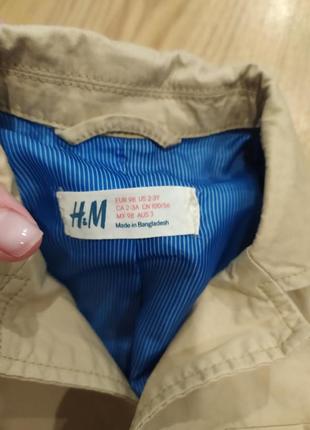 H&M
EUR 98 US 2-3Y
CA 2-3A CN 100/56
MX 98 AUS 3
Made in Bangladesh